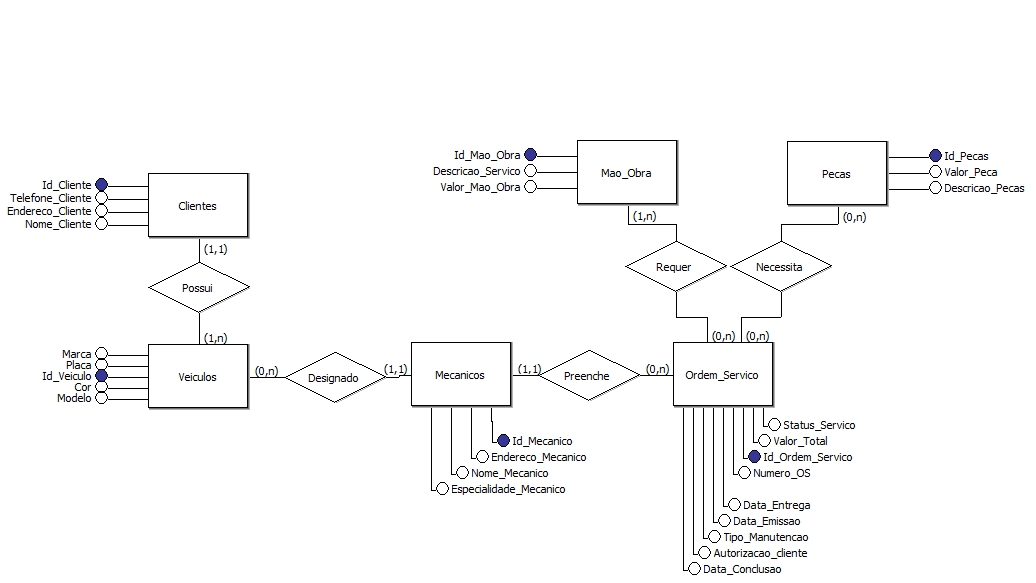 Id_Cliente
Telefone_Cliente
Endereco_Cliente
Nome_Cliente
Clientes
(1,1)
Possui
(1,n)
Marca
Placa
Id_Veiculo
Cor
Modelo
Veiculos
(0,n)
Designado
(1,1)
Mecanicos
Id_Mecanico
Endereco_Mecanico
Nome_Mecanico
Especialidade_Mecanico
(1,1)
Preenche
(0,n)
Id_Mao_Obra
Descricao_Servico
Valor_Mao_Obra
Mao_Obra
(1,n)
Requer
(0,n)
Pecas
Id_Pecas
Valor_Peca
Descricao_Pecas
(0,n)
Necessita
(0,n)
Ordem_Servico
Status_Servico
Valor_Total
Id_Ordem_Servico
Numero_OS
Data_Entrega
Data_Emissao
Tipo_Manutencao
Autorizacao_cliente
Data_Conclusao